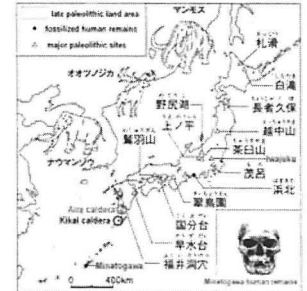 late paleolithic land area
fossilized human remains
major paleolithic sites
マンモス
オオツノジカ
ナウマンゾウ
札滑
白滝
長者久保
越中山
茶臼山
Iwajuku
野尻湖
上ノ平
鷲羽山
茂呂
浜北
翠鳥園
国分台
早水台
福井洞穴
Aira caldera
Kikai caldera
Minatogawa
0 400km
Minatogawa human remains